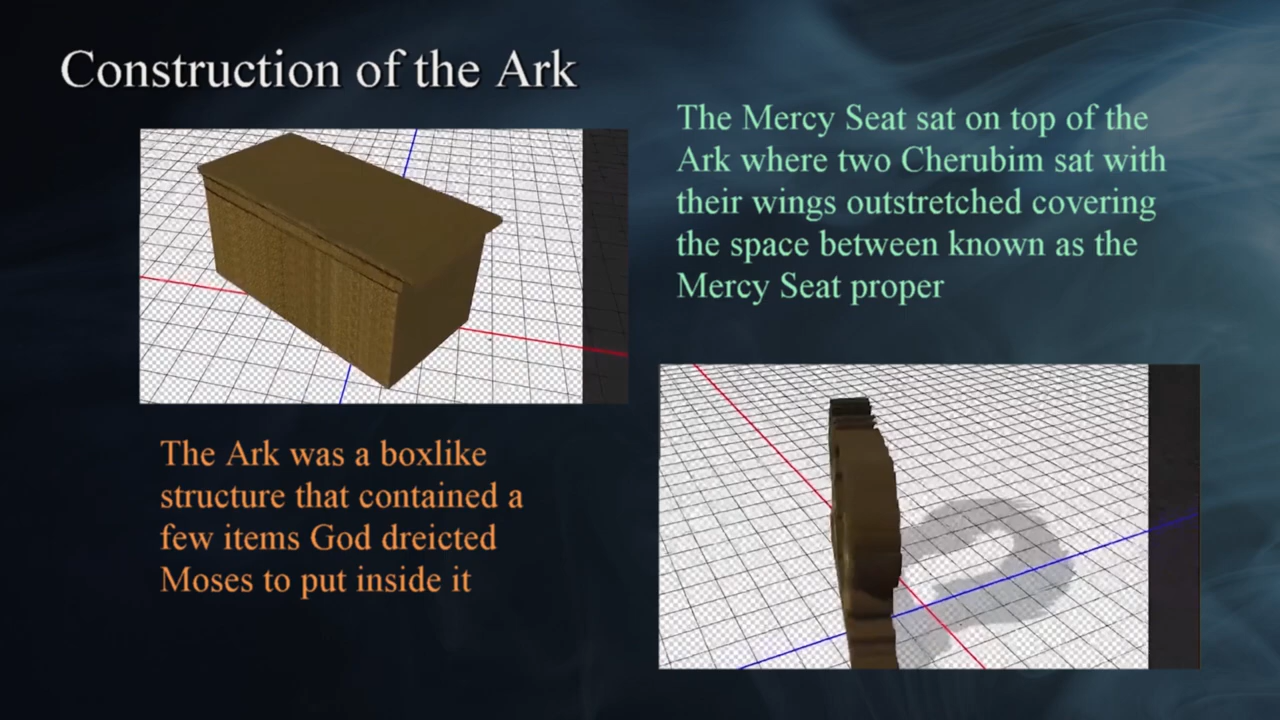 Construction of the Ark
The Mercy Seat sat on top of the
Ark where two Cherubim sat with
their wings outstretched covering
the space between known as the
Mercy Seat proper
The Ark was a boxlike
structure that contained a
few items God dreicted
Moses to put inside it